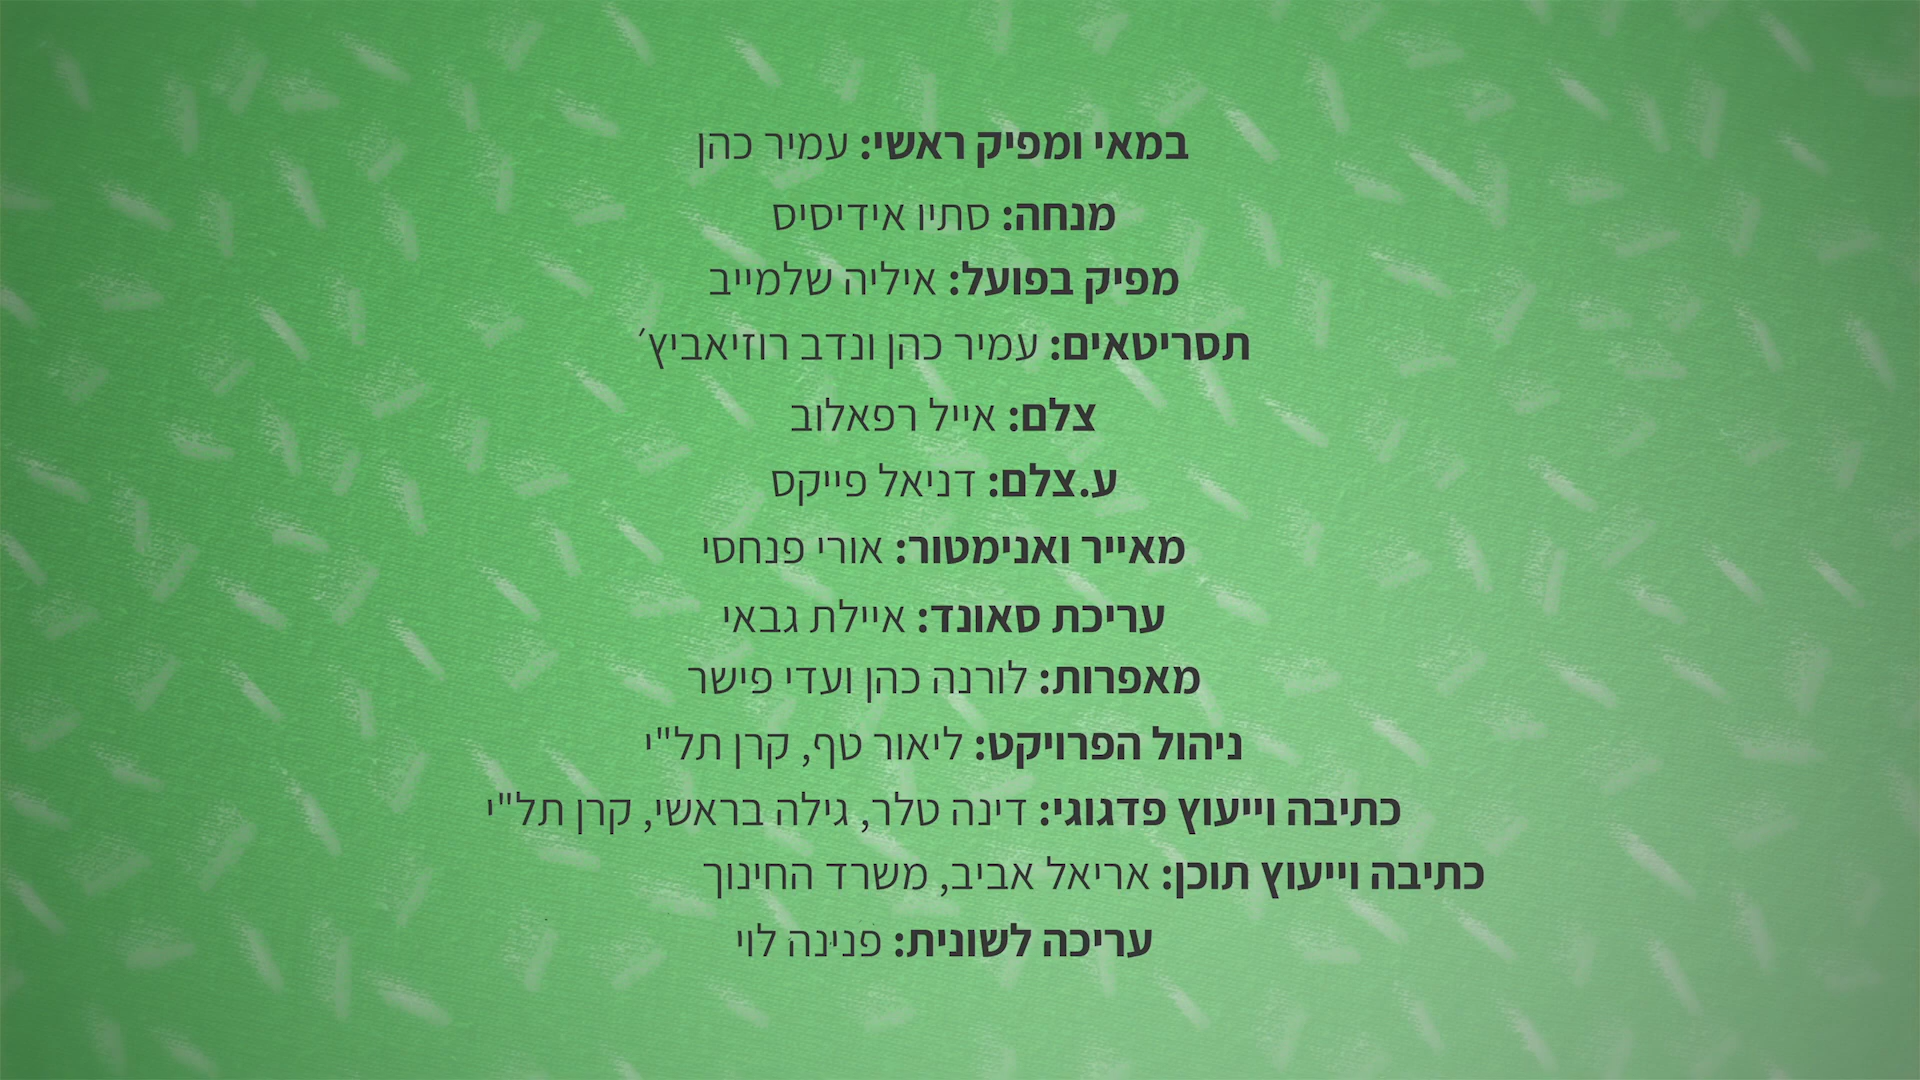 במאי ומפיק ראשי: עמיר כהן
מנחה: סתיו אידיסיס
מפיק בפועל: איליה שלמייב
תסריטאים: עמיר כהן ונדב רוזיאביץ׳
צלם: אייל רפאלוב
ע.צלם: דניאל פייקס
מאייר ואנימטור: אורי פנחסי
עריכת סאונד: איילת גבאי
מאפרות: לורנה כהן ועדי פישר
ניהול הפרויקט: ליאור טף, קרן תל"י
כתיבה וייעוץ פדגוגי: דינה טלר, גילה בראשי, קרן תל"י
כתיבה וייעוץ תוכן: אריאל אביב, משרד החינוך
עריכה לשונית: פנינה לוי